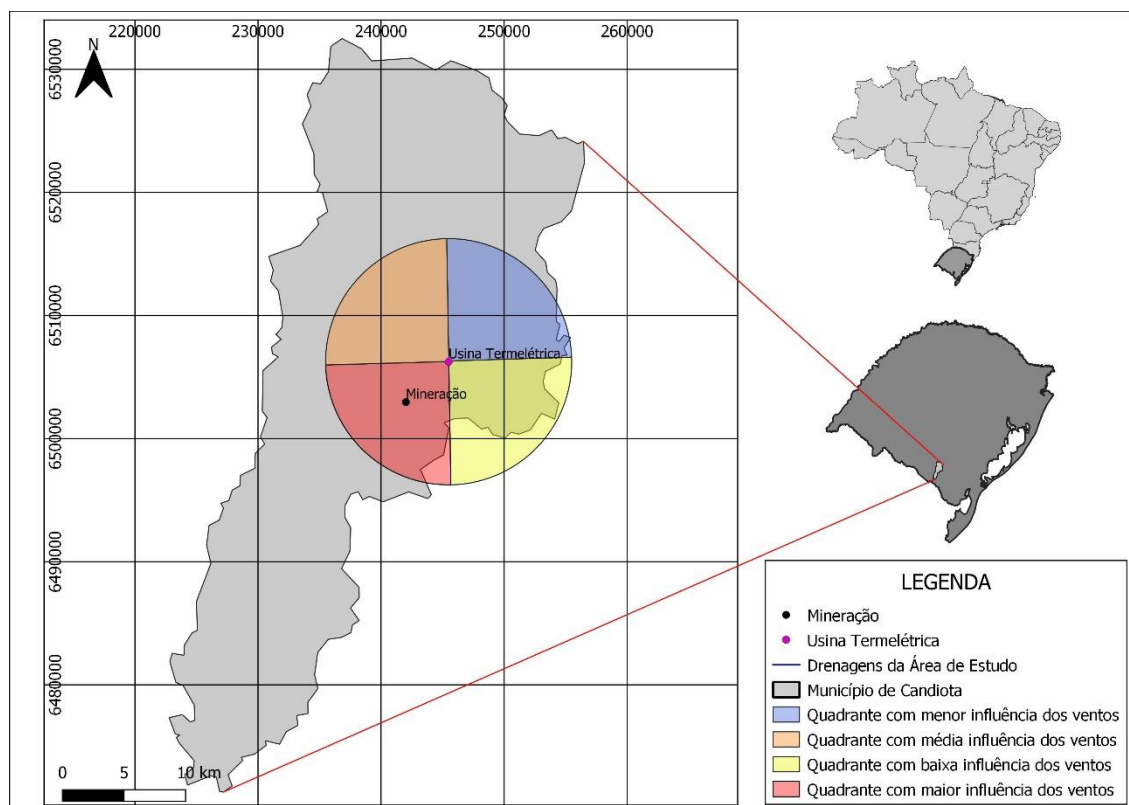 220000 230000 240000 250000 260000
N
6530000
6520000
6510000
6500000
6490000
6480000
Usina Termelétrica
Mineração
0 5 10 km
LEGENDA
Mineração
Usina Termelétrica
Drenagens da Área de Estudo
Município de Candiota
Quadrante com menor influência dos ventos
Quadrante com média influência dos ventos
Quadrante com baixa influência dos ventos
Quadrante com maior influência dos ventos